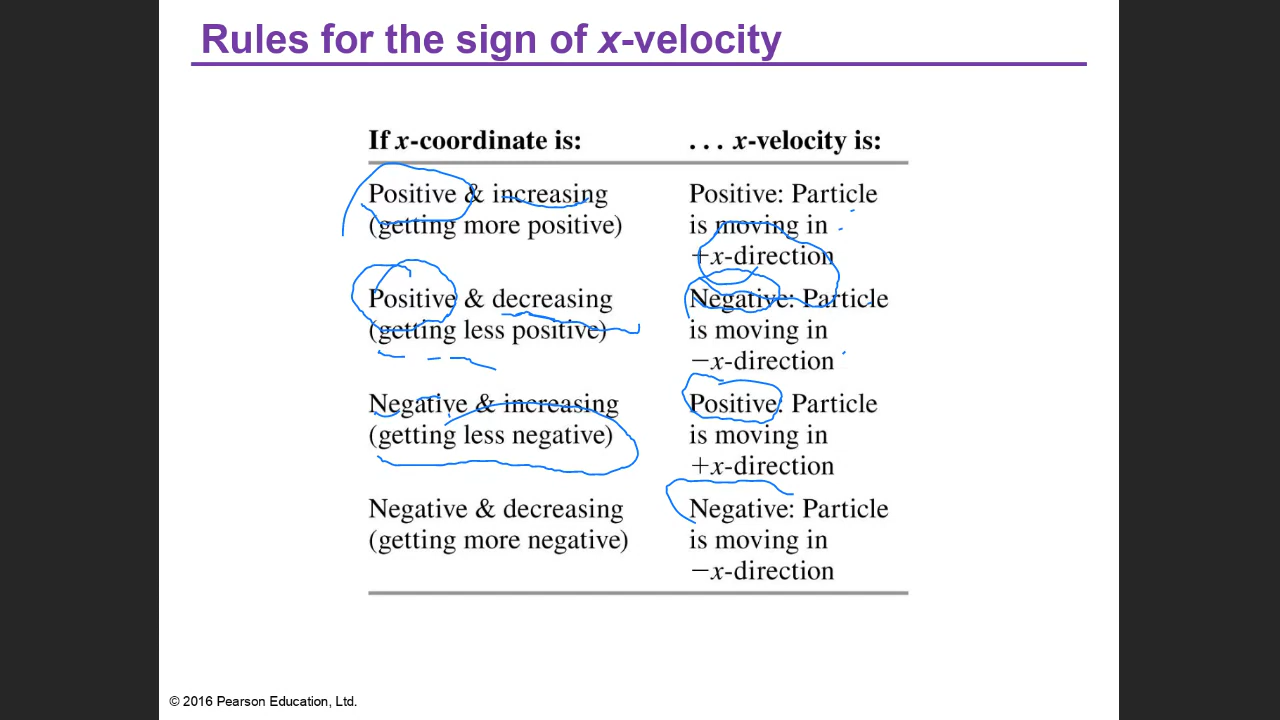 Rules for the sign of x-velocity
If x-coordinate is: . . . x-velocity is:
Positive & increasing Positive: Particle
(getting more positive) is moving in
+x-direction
Positive & decreasing Negative: Particle
(getting less positive) is moving in
−x-direction
Negative & increasing Positive: Particle
(getting less negative) is moving in
+x-direction
Negative & decreasing Negative: Particle
(getting more negative) is moving in
−x-direction
© 2016 Pearson Education, Ltd.